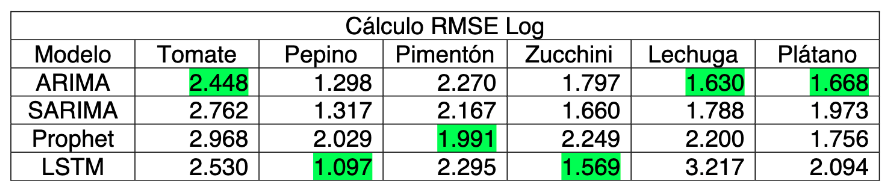 Cálculo RMSE Log
Modelo Tomate Pepino Pimentón Zucchini Lechuga Plátano
ARIMA 2.448 1.298 2.270 1.797 1.630 1.668
SARIMA 2.762 1.317 2.167 1.660 1.788 1.973
Prophet 2.968 2.029 1.991 2.249 2.200 1.756
LSTM 2.530 1.097 2.295 1.569 3.217 2.094